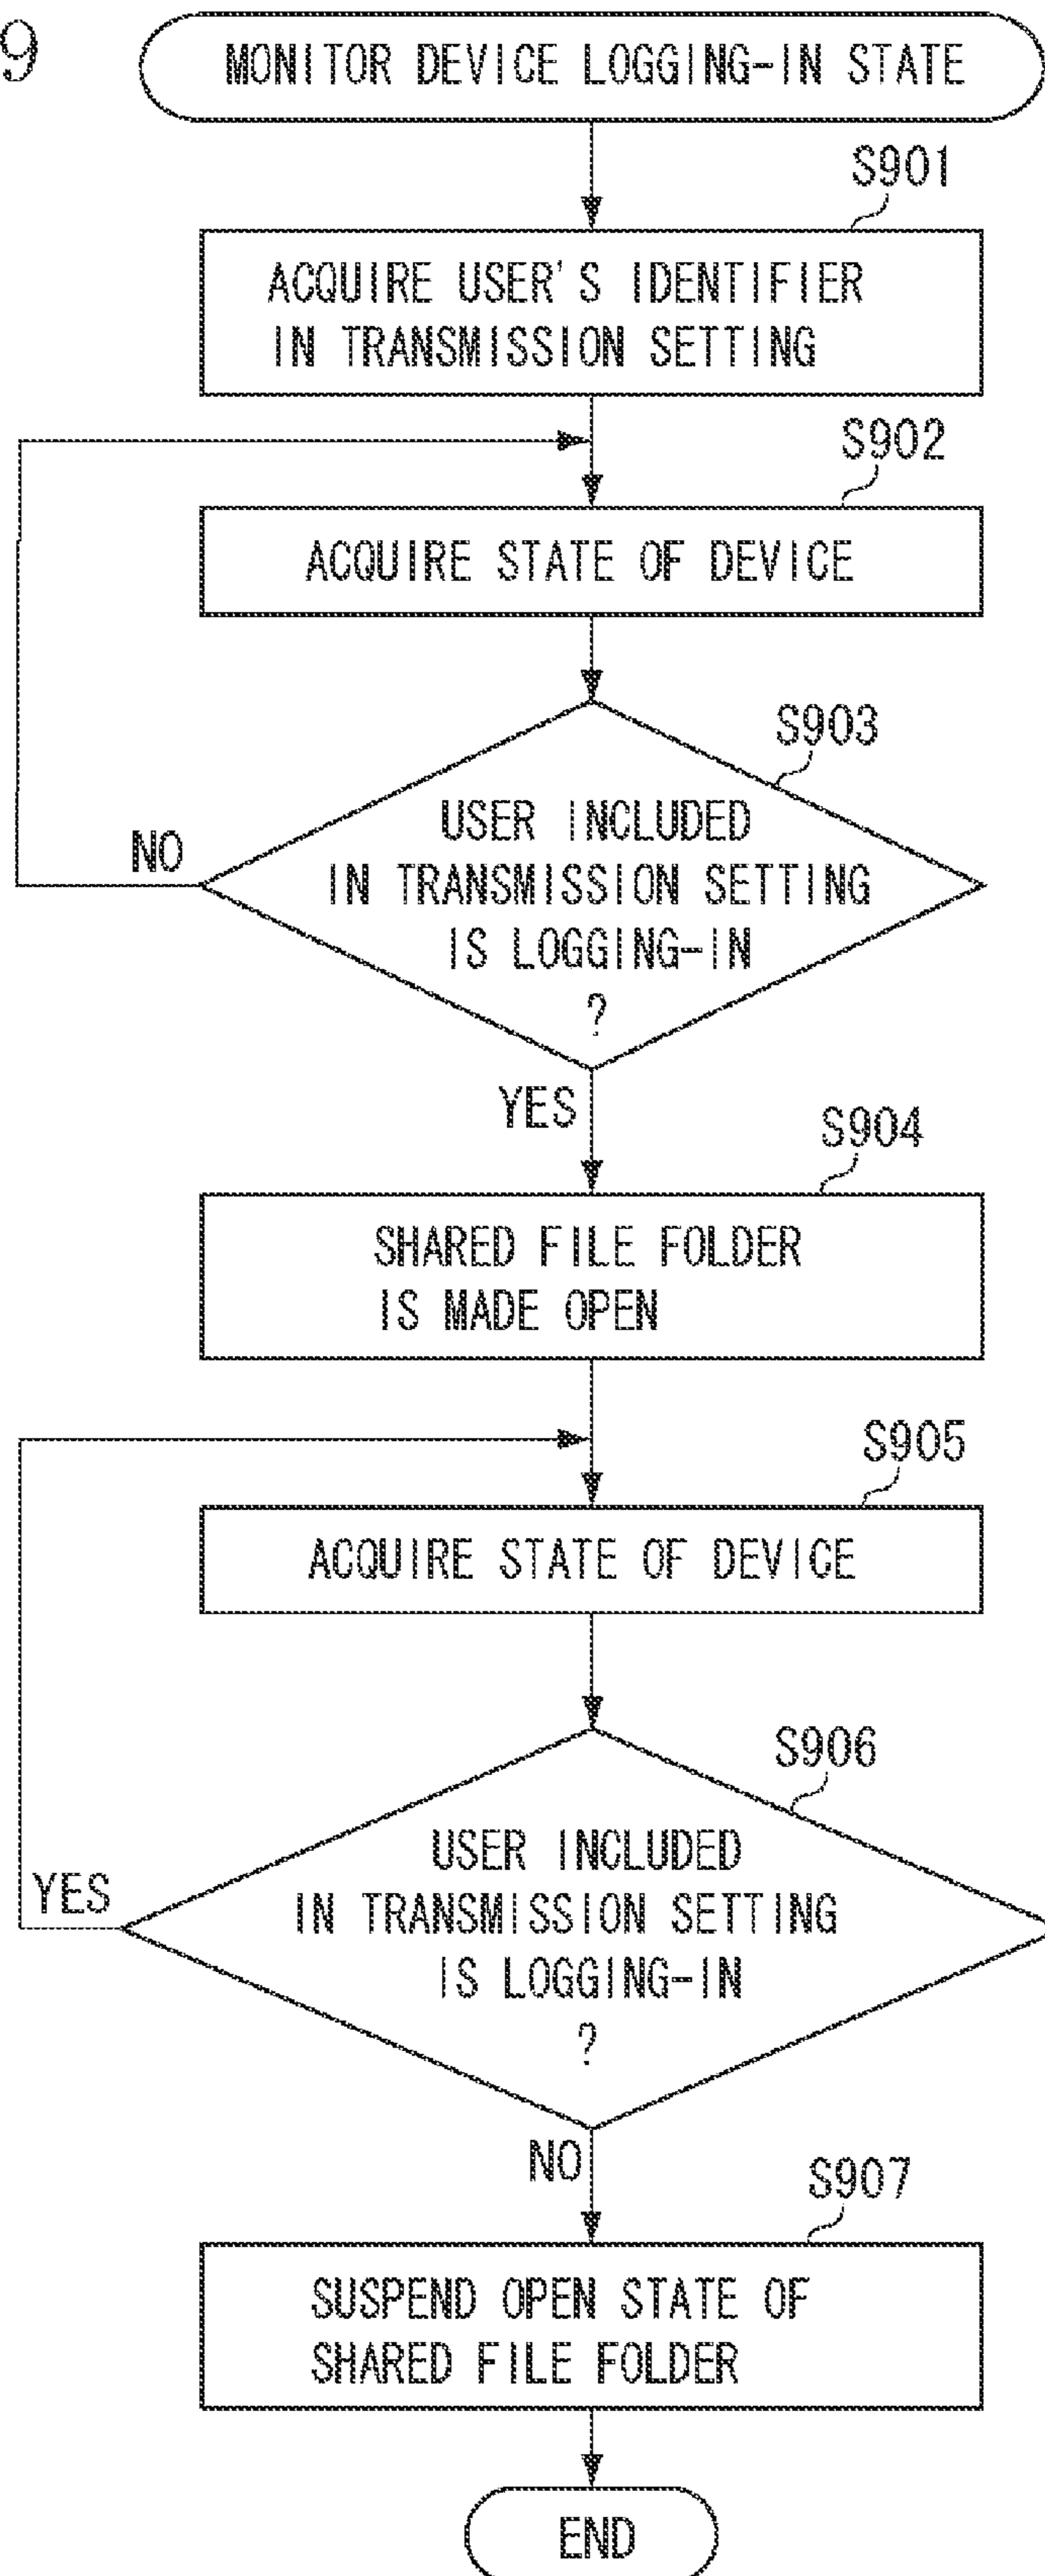 9
MONITOR DEVICE LOGGING-IN STATE
S901
ACQUIRE USER'S IDENTIFIER
IN TRANSMISSION SETTING
S902
ACQUIRE STATE OF DEVICE
S903
USER INCLUDED
IN TRANSMISSION SETTING
IS LOGGING-IN
?
NO
YES
S904
SHARED FILE FOLDER
IS MADE OPEN
S905
ACQUIRE STATE OF DEVICE
S906
USER INCLUDED
IN TRANSMISSION SETTING
IS LOGGING-IN
?
YES
NO
S907
SUSPEND OPEN STATE OF
SHARED FILE FOLDER
END